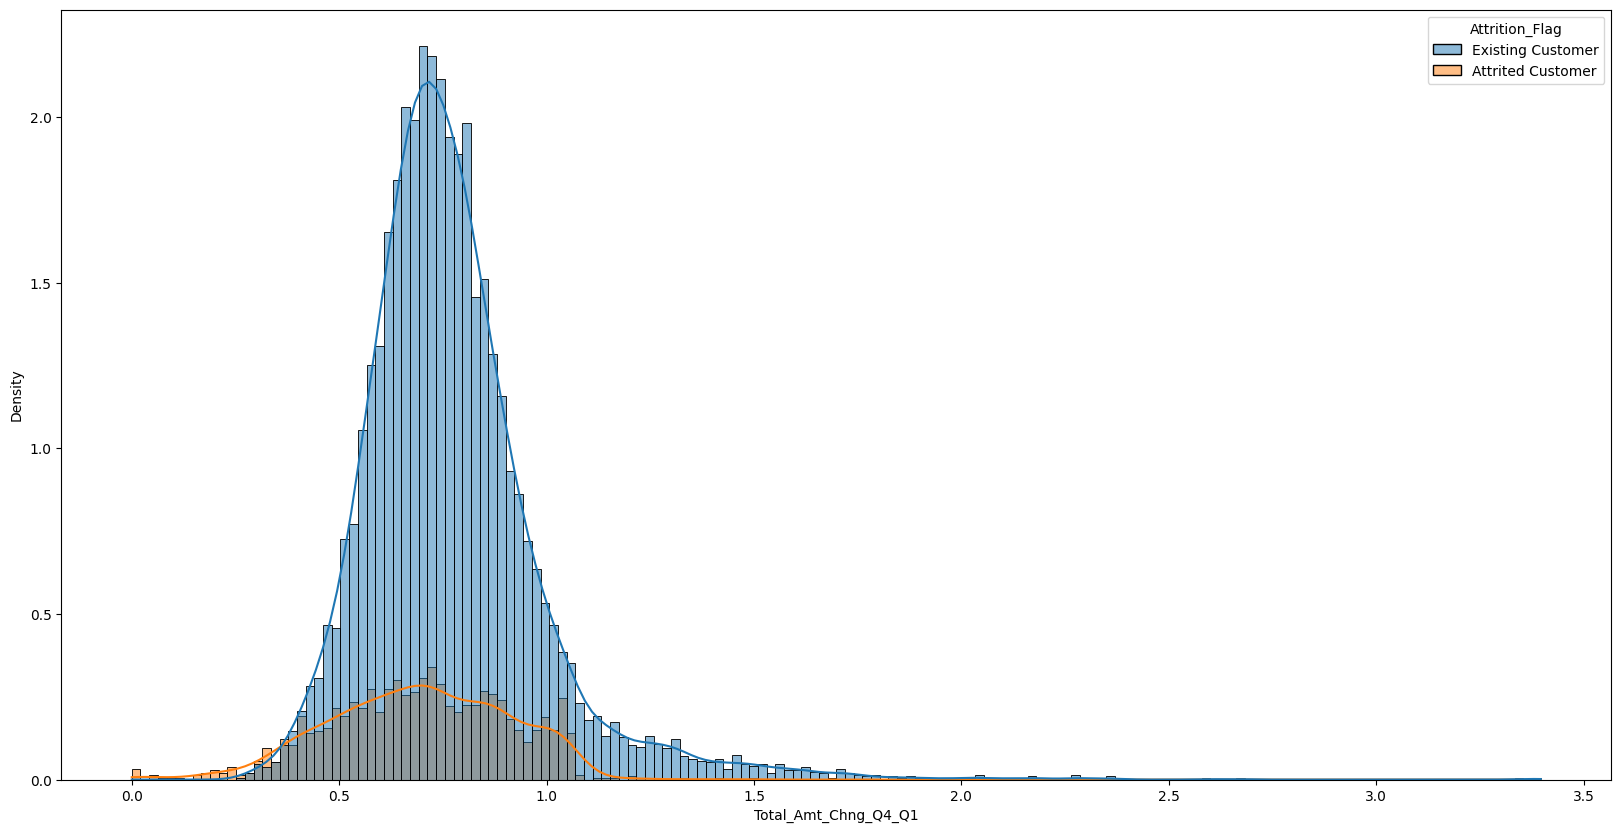 Attrition_Flag
Existing Customer
Attrited Customer
Density
2.0
1.5
1.0
0.5
0.0
0.0 0.5 1.0 1.5 2.0 2.5 3.0 3.5
Total_Amt_Chng_Q4_Q1